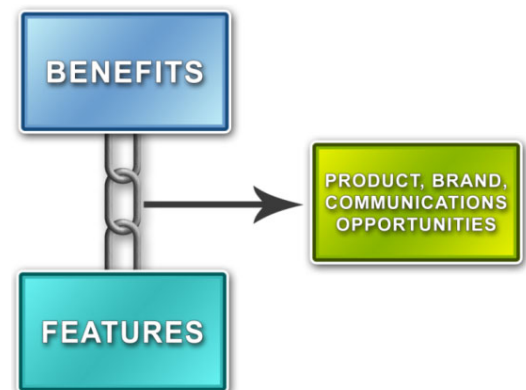 BENEFITS
PRODUCT, BRAND,
COMMUNICATIONS
OPPORTUNITIES
FEATURES